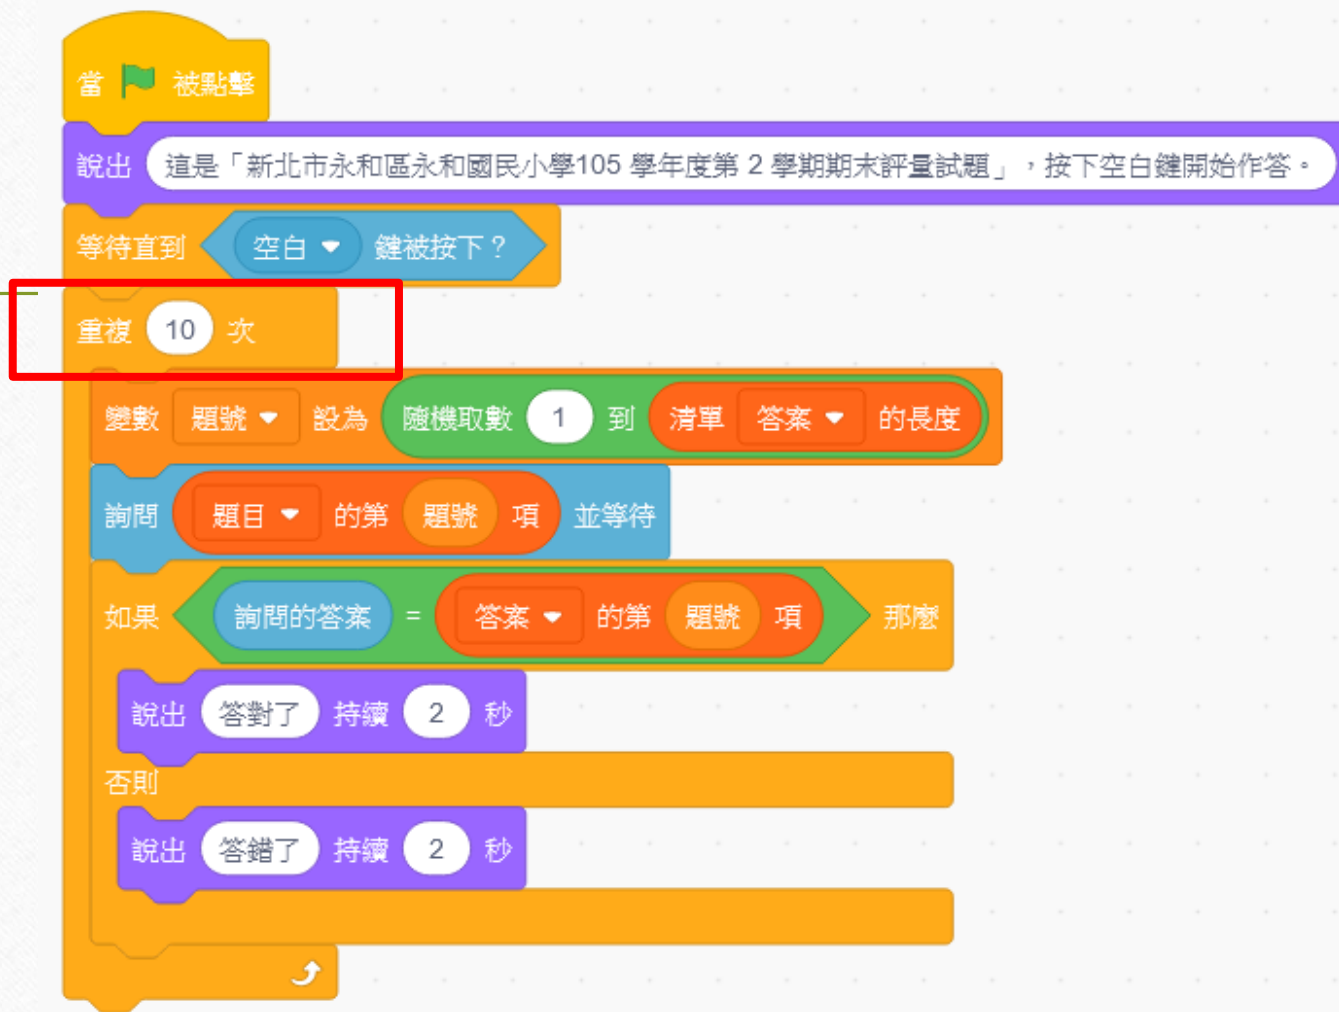 當 被點擊
說出 這是「新北市永和區永和國民小學105 學年度第 2 學期期末評量試題」，按下空白鍵開始作答。
等待直到 空白 鍵被按下？
重複 10 次
變數 題號 設為 隨機取數 1 到 清單 答案 的長度
詢問 題目 的第 題號 項 並等待
如果 詢問的答案 = 答案 的第 題號 項 那麼
說出 答對了 持續 2 秒
否則
說出 答錯了 持續 2 秒